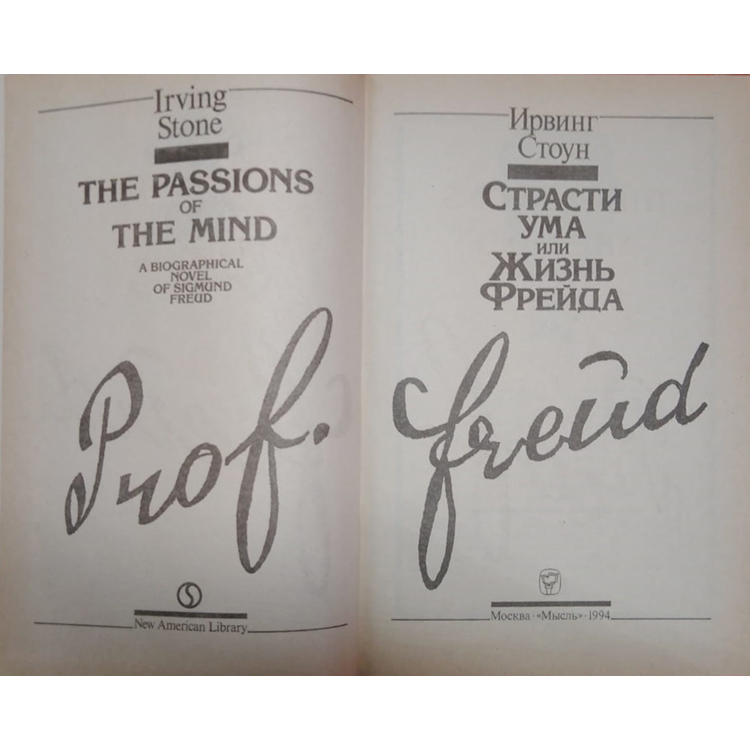 Irving
Stone
THE PASSIONS
OF
THE MIND
A BIOGRAPHICAL
NOVEL
OF SIGMUND
FREUD
Prof.
New American Library
Ирвинг
Стоун
СТРАСТИ
УМА
ИЛИ
ЖИЗНЬ
ФРЕЙДА
freud
Москва · «Мысль» · 1994